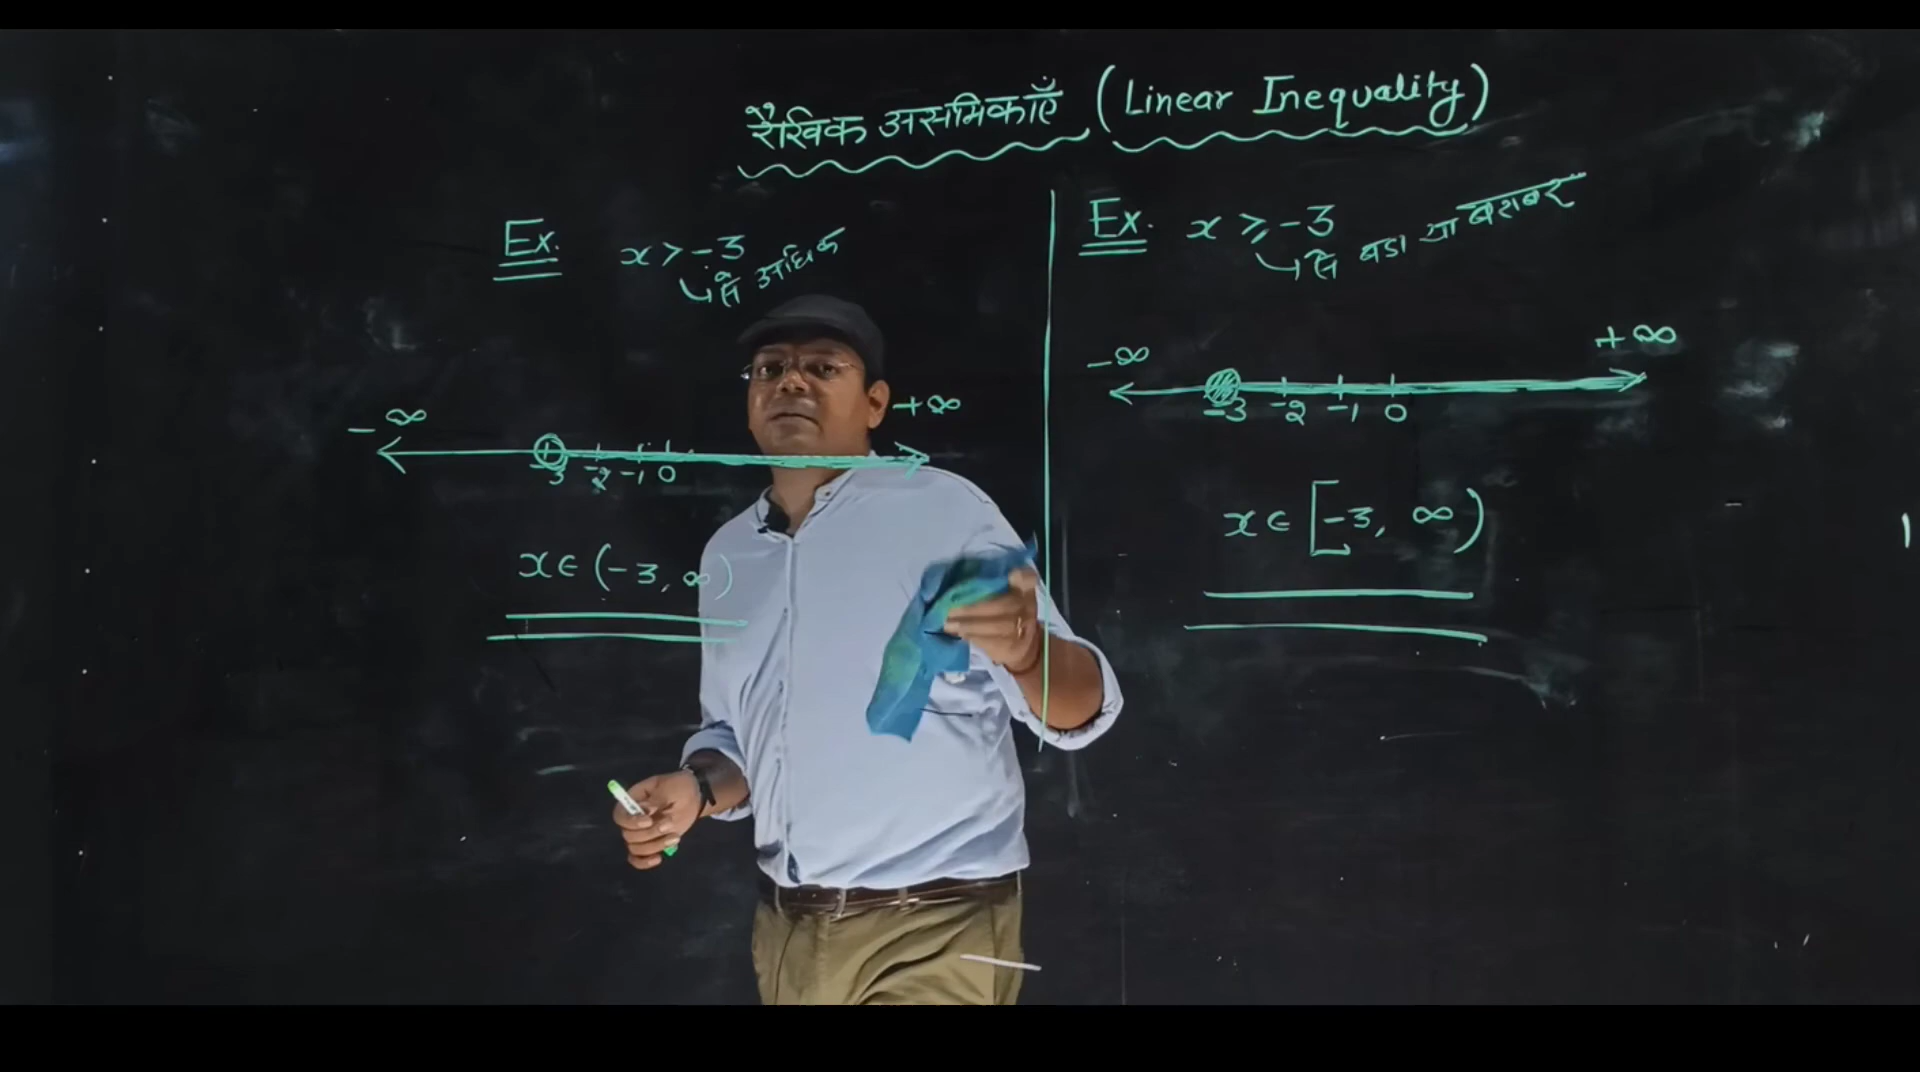 रैखिक असमिकाएँ (Linear Inequality)
Ex. x > -3
से अधिक
-∞ +∞
-3 -2 -1 0
x ∈ (-3, ∞)
Ex. x ≥ -3
से बडा या बराबर
-∞ +∞
-3 -2 -1 0
x ∈ [-3, ∞)